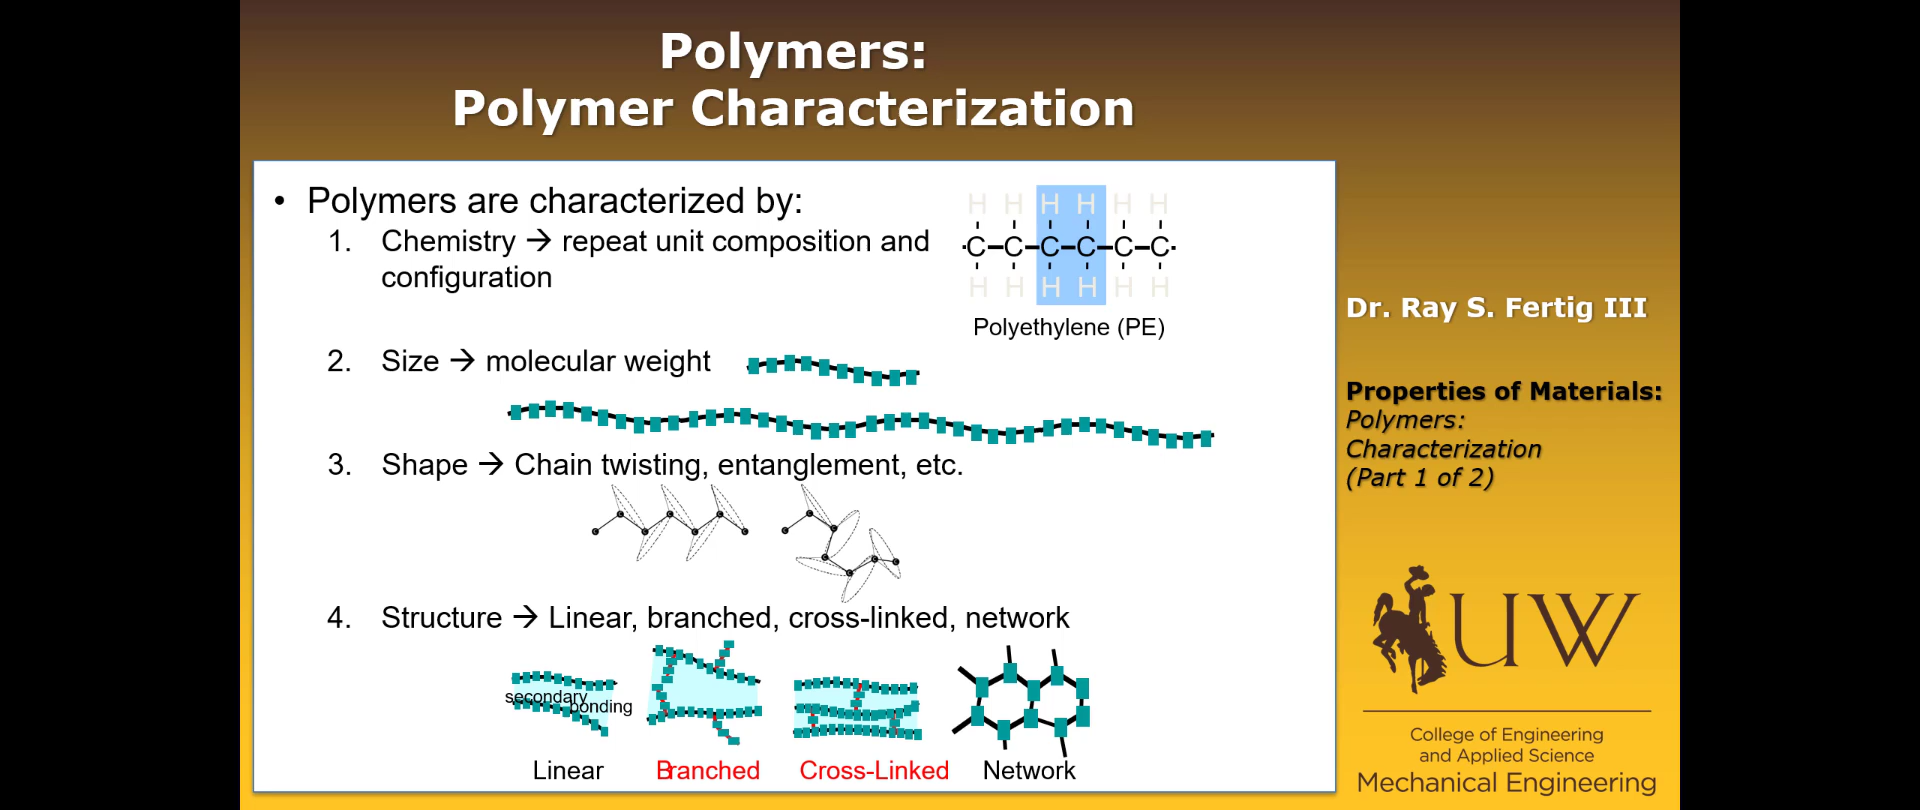 Polymers:
Polymer Characterization
• Polymers are characterized by:
1. Chemistry → repeat unit composition and
configuration
H H H H H H
·C–C–C–C–C–C·
H H H H H H
Polyethylene (PE)
2. Size → molecular weight
3. Shape → Chain twisting, entanglement, etc.
4. Structure → Linear, branched, cross-linked, network
secondary
bonding
Linear Branched Cross-Linked Network
Dr. Ray S. Fertig III
Properties of Materials:
Polymers:
Characterization
(Part 1 of 2)
UW
College of Engineering
and Applied Science
Mechanical Engineering